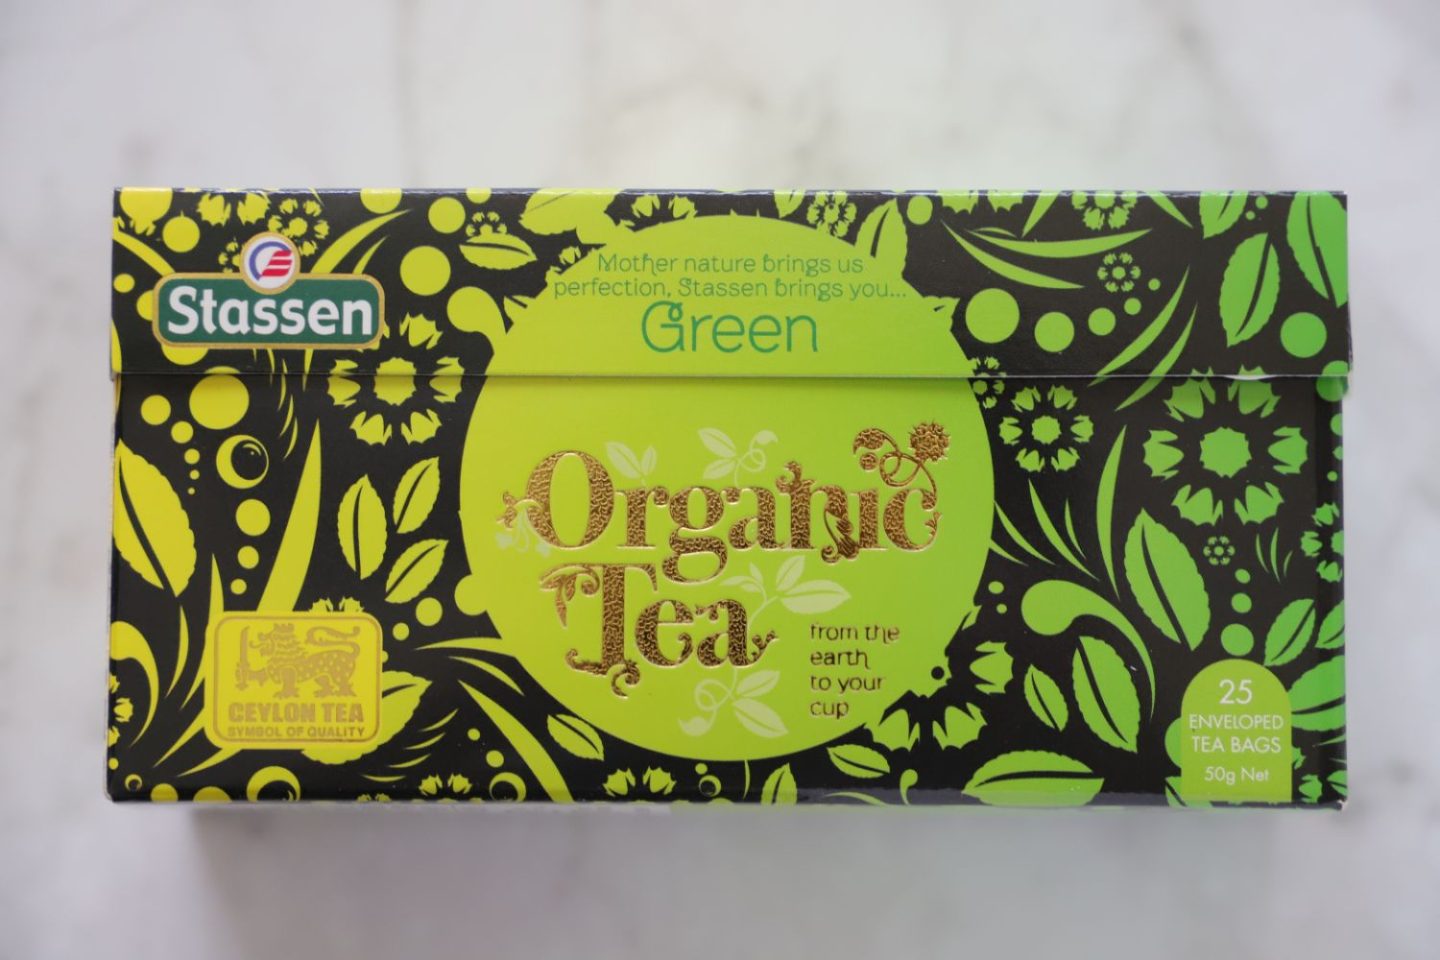 Stassen
Mother nature brings us
perfection, Stassen brings you...
Green
Organic
Tea
from the
earth
to your
cup
CEYLON TEA
SYMBOL OF QUALITY
25
ENVELOPED
TEA BAGS
50g Net